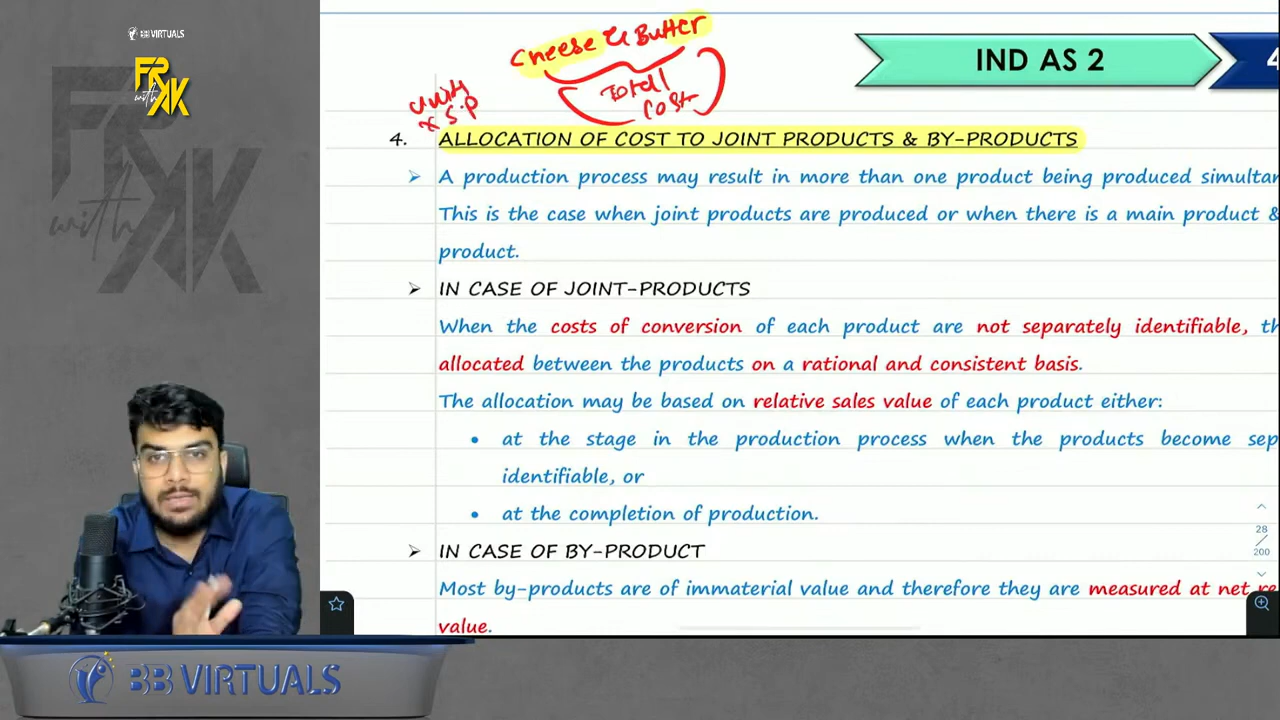 BB VIRTUALS
FR
with
AK
Cheese & Butter
Total
Cost
units
x S.P
IND AS 2
4
4. ALLOCATION OF COST TO JOINT PRODUCTS & BY-PRODUCTS
➢ A production process may result in more than one product being produced simultan
This is the case when joint products are produced or when there is a main product &
product.
➢ IN CASE OF JOINT-PRODUCTS
When the costs of conversion of each product are not separately identifiable, th
allocated between the products on a rational and consistent basis.
The allocation may be based on relative sales value of each product either:
• at the stage in the production process when the products become sep
identifiable, or
• at the completion of production.
➢ IN CASE OF BY-PRODUCT
Most by-products are of immaterial value and therefore they are measured at net re
value.
28
200
FR
with
AK
BB VIRTUALS